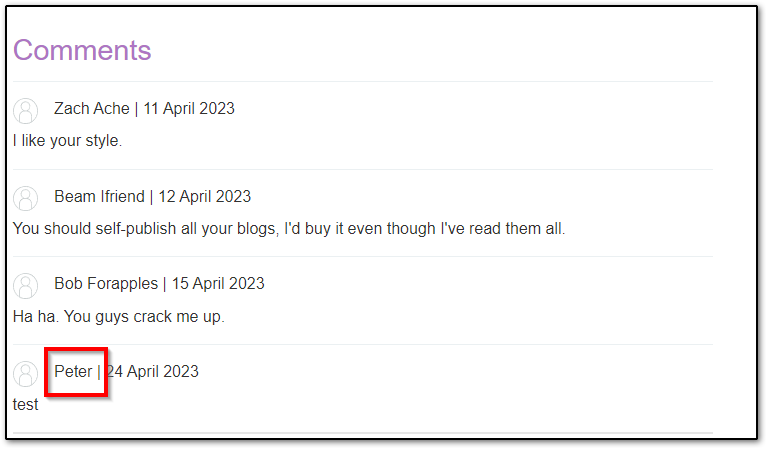 Comments
Zach Ache | 11 April 2023
I like your style.
Beam Ifriend | 12 April 2023
You should self-publish all your blogs, I'd buy it even though I've read them all.
Bob Forapples | 15 April 2023
Ha ha. You guys crack me up.
Peter | 24 April 2023
test